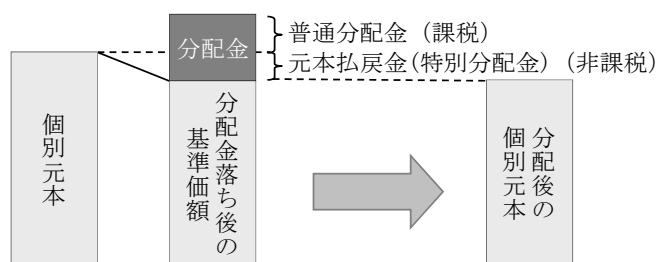 普通分配金（課税）
分配金
元本払戻金(特別分配金)（非課税）
個別元本
分配金落ち後の
基準価額
分配後の
個別元本